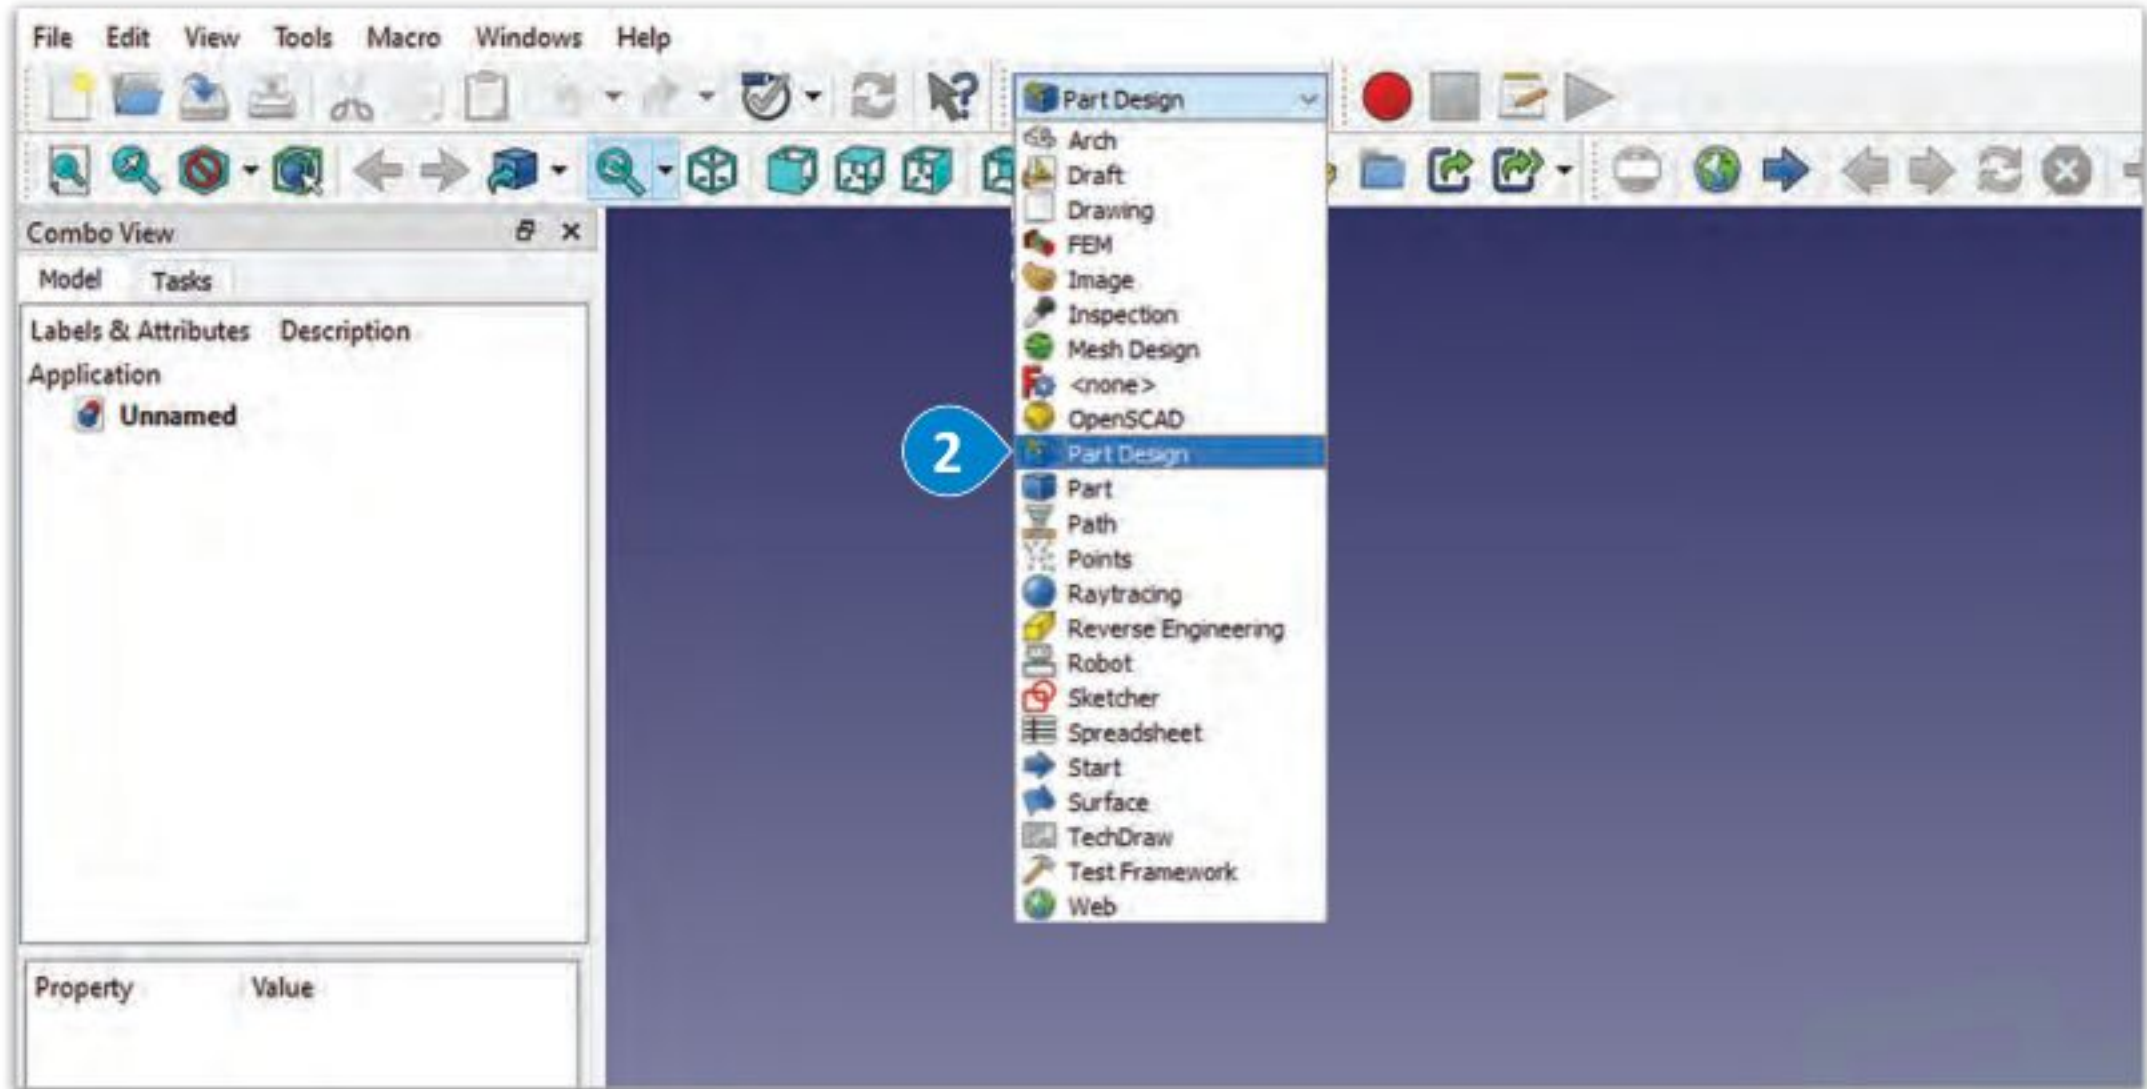 File Edit View Tools Macro Windows Help
Part Design
Arch
Draft
Drawing
FEM
Image
Inspection
Mesh Design
<none>
OpenSCAD
Part Design
Part
Path
Points
Raytracing
Reverse Engineering
Robot
Sketcher
Spreadsheet
Start
Surface
TechDraw
Test Framework
Web
2
Combo View
Model Tasks
Labels & Attributes Description
Application
Unnamed
Property Value